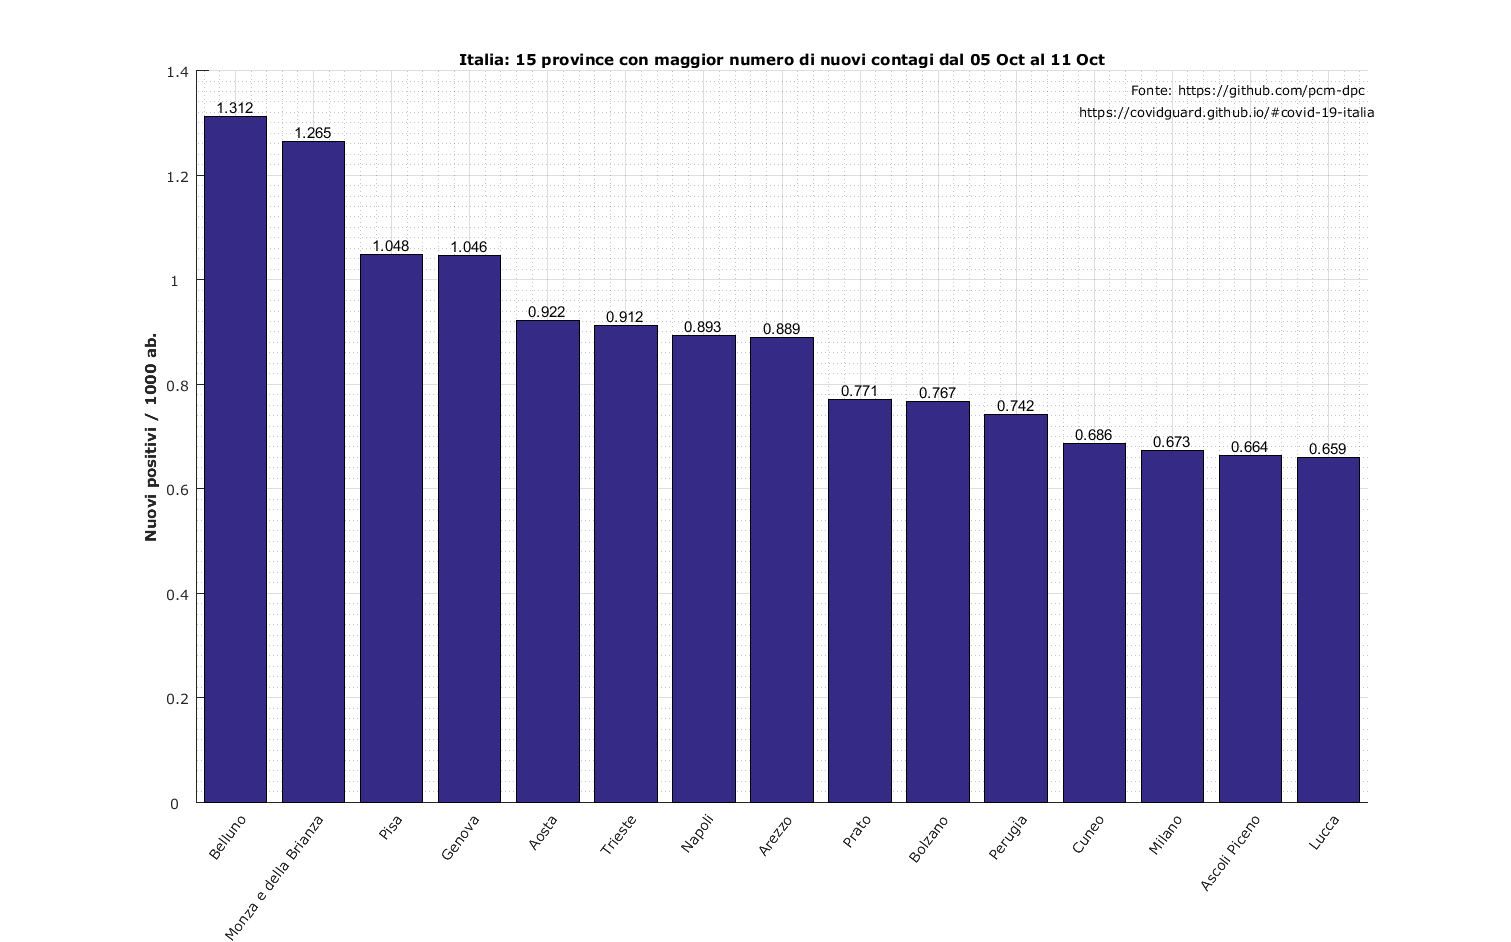 Italia: 15 province con maggior numero di nuovi contagi dal 05 Oct al 11 Oct
Fonte: https://github.com/pcm-dpc
https://covidguard.github.io/#covid-19-italia
Nuovi positivi / 1000 ab.
1.4
1.2
1
0.8
0.6
0.4
0.2
0
1.312
1.265
1.048
1.046
0.922
0.912
0.893
0.889
0.771
0.767
0.742
0.686
0.673
0.664
0.659
Belluno
Monza e della Brianza
Pisa
Genova
Aosta
Trieste
Napoli
Arezzo
Prato
Bolzano
Perugia
Cuneo
Milano
Ascoli Piceno
Lucca